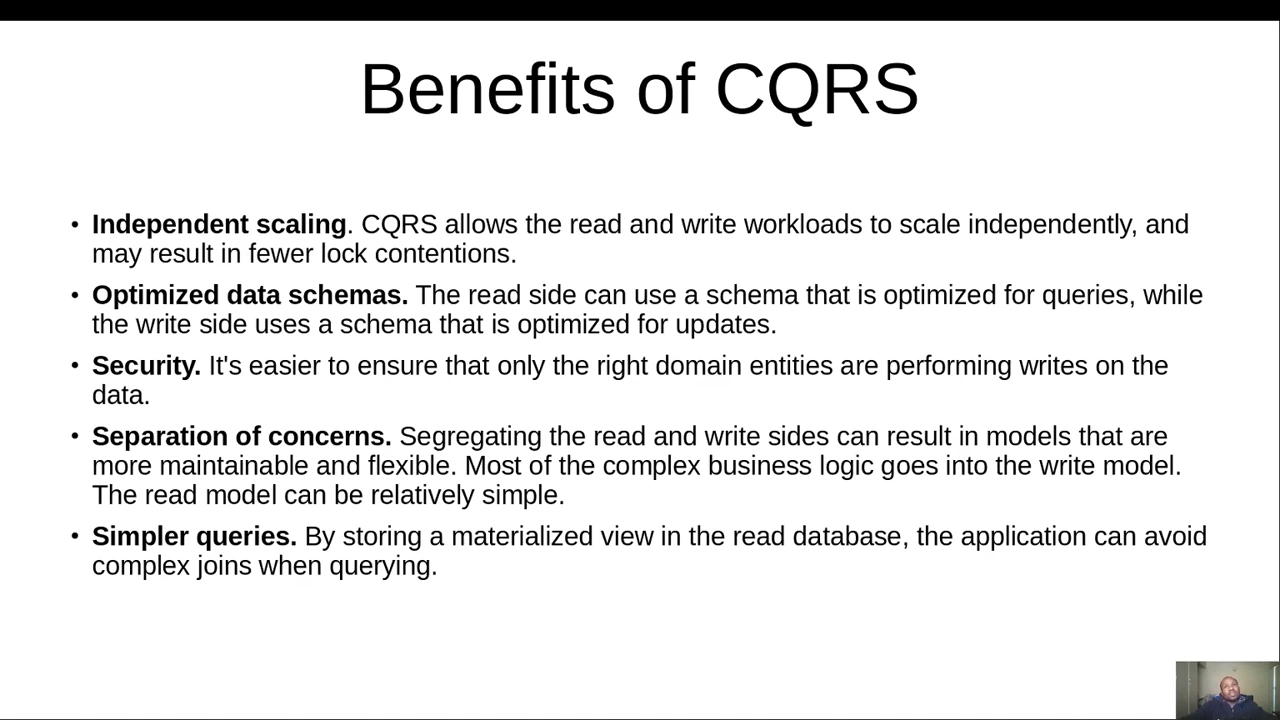 Benefits of CQRS
• Independent scaling. CQRS allows the read and write workloads to scale independently, and
may result in fewer lock contentions.
• Optimized data schemas. The read side can use a schema that is optimized for queries, while
the write side uses a schema that is optimized for updates.
• Security. It's easier to ensure that only the right domain entities are performing writes on the
data.
• Separation of concerns. Segregating the read and write sides can result in models that are
more maintainable and flexible. Most of the complex business logic goes into the write model.
The read model can be relatively simple.
• Simpler queries. By storing a materialized view in the read database, the application can avoid
complex joins when querying.